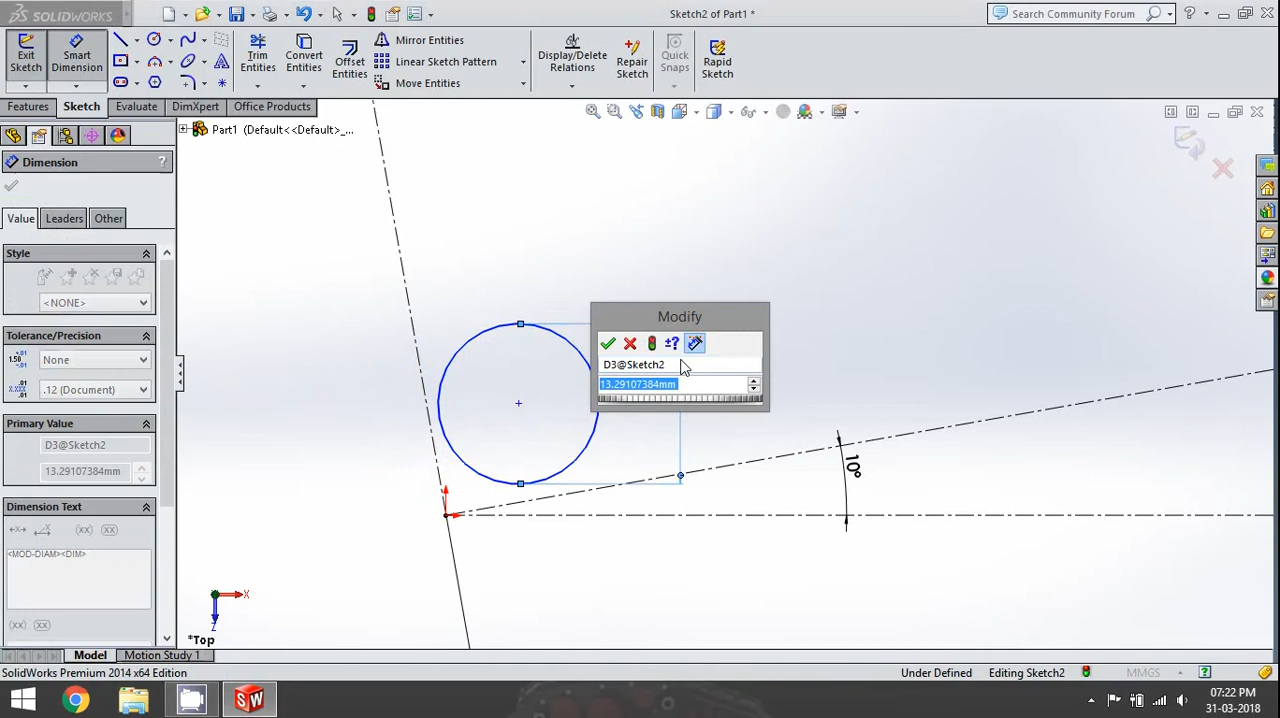 SOLIDWORKS
Sketch2 of Part1 *
Search Community Forum
Exit Sketch
Smart Dimension
Trim Entities
Convert Entities
Offset Entities
Mirror Entities
Linear Sketch Pattern
Move Entities
Display/Delete Relations
Repair Sketch
Quick Snaps
Rapid Sketch
Features
Sketch
Evaluate
DimXpert
Office Products
Part1 (Default<<Default>_...
Dimension
?
Value
Leaders
Other
Style
<NONE>
Tolerance/Precision
None
.12 (Document)
Primary Value
D3@Sketch2
13.29107384mm
Dimension Text
<MOD-DIAM><DIM>
Modify
D3@Sketch2
13.29107384mm
10°
X
Z
*Top
Model
Motion Study 1
SolidWorks Premium 2014 x64 Edition
Under Defined
Editing Sketch2
MMGS
07:22 PM
31-03-2018